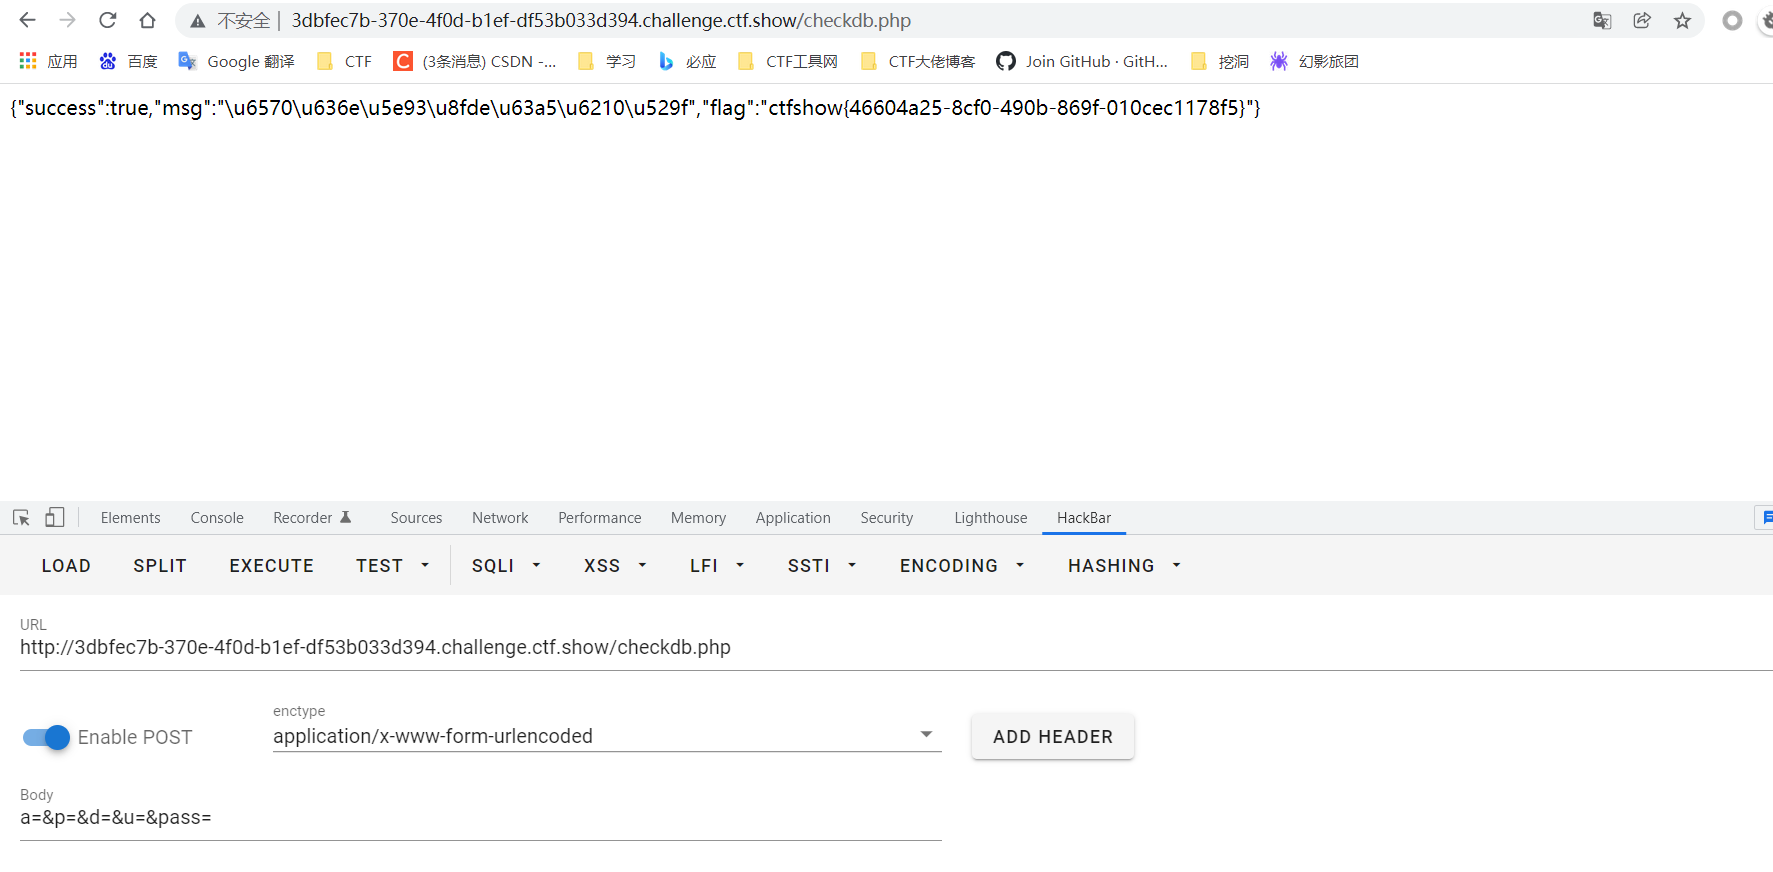 不安全 | 3dbfec7b-370e-4f0d-b1ef-df53b033d394.challenge.ctf.show/checkdb.php
应用 百度 Google 翻译 CTF (3条消息) CSDN -... 学习 必应 CTF工具网 CTF大佬博客 Join GitHub · GitH... 挖洞 幻影旅团
{"success":true,"msg":"\u6570\u636e\u5e93\u8fde\u63a5\u6210\u529f","flag":"ctfshow{46604a25-8cf0-490b-869f-010cec1178f5}"}
Elements Console Recorder Sources Network Performance Memory Application Security Lighthouse HackBar
LOAD SPLIT EXECUTE TEST SQLI XSS LFI SSTI ENCODING HASHING
URL
http://3dbfec7b-370e-4f0d-b1ef-df53b033d394.challenge.ctf.show/checkdb.php
Enable POST
enctype
application/x-www-form-urlencoded
ADD HEADER
Body
a=&p=&d=&u=&pass=